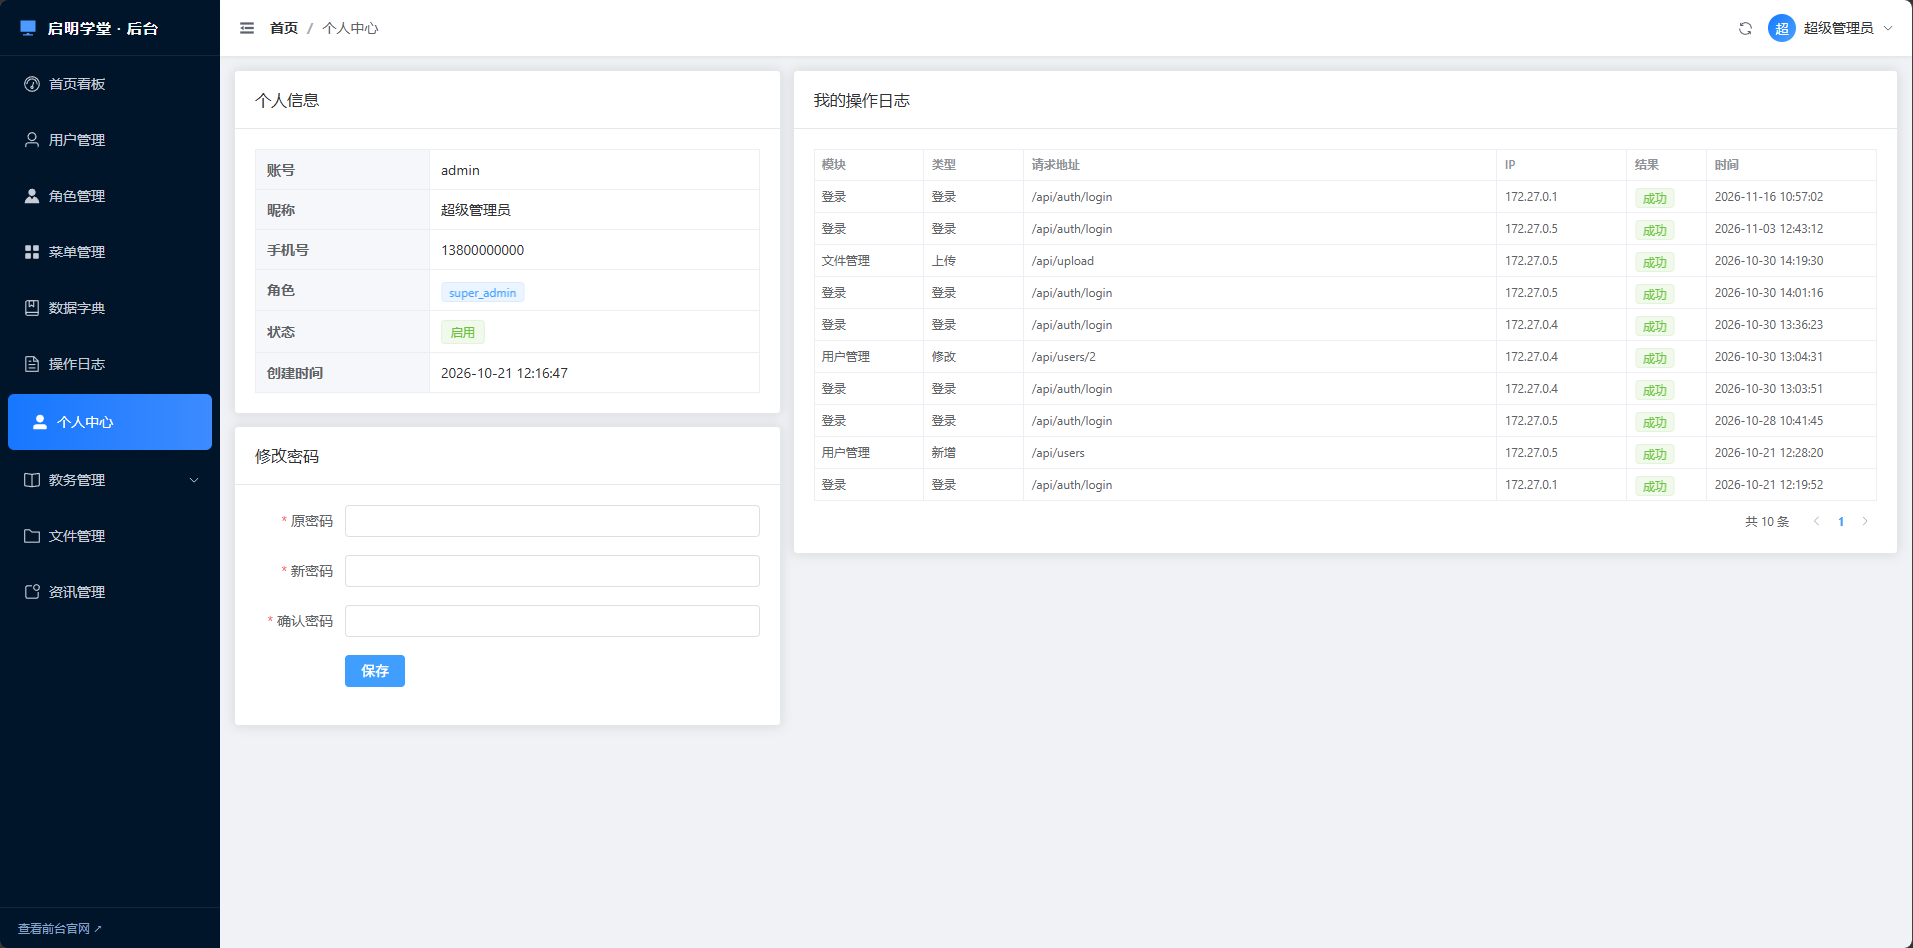 启明学堂 · 后台
首页看板
用户管理
角色管理
菜单管理
数据字典
操作日志
个人中心
教务管理
文件管理
资讯管理
查看前台官网 ↗
首页 / 个人中心
超 超级管理员
个人信息
账号 admin
昵称 超级管理员
手机号 13800000000
角色 super_admin
状态 启用
创建时间 2026-10-21 12:16:47
修改密码
* 原密码
* 新密码
* 确认密码
保存
我的操作日志
模块 类型 请求地址 IP 结果 时间
登录 登录 /api/auth/login 172.27.0.1 成功 2026-11-16 10:57:02
登录 登录 /api/auth/login 172.27.0.5 成功 2026-11-03 12:43:12
文件管理 上传 /api/upload 172.27.0.5 成功 2026-10-30 14:19:30
登录 登录 /api/auth/login 172.27.0.5 成功 2026-10-30 14:01:16
登录 登录 /api/auth/login 172.27.0.4 成功 2026-10-30 13:36:23
用户管理 修改 /api/users/2 172.27.0.4 成功 2026-10-30 13:04:31
登录 登录 /api/auth/login 172.27.0.4 成功 2026-10-30 13:03:51
登录 登录 /api/auth/login 172.27.0.5 成功 2026-10-28 10:41:45
用户管理 新增 /api/users 172.27.0.5 成功 2026-10-21 12:28:20
登录 登录 /api/auth/login 172.27.0.1 成功 2026-10-21 12:19:52
共 10 条 1